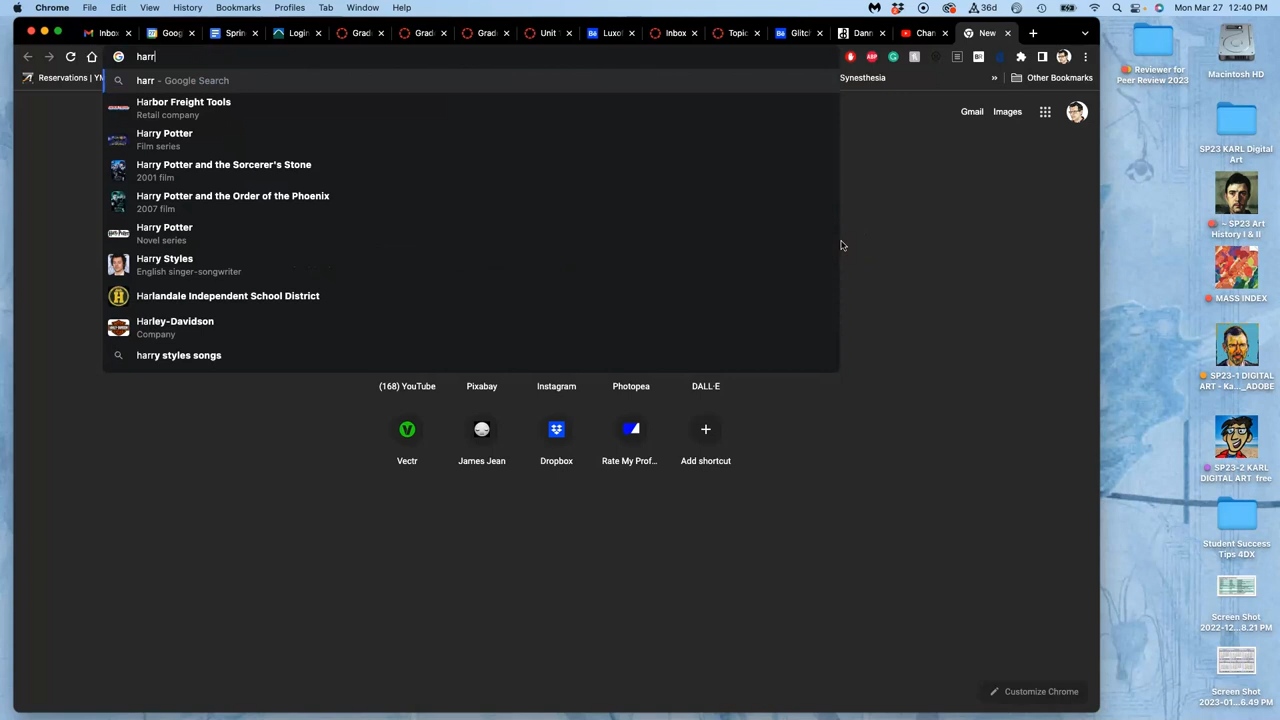 Chrome File Edit View History Bookmarks Profiles Tab Window Help 36d Mon Mar 27 12:40 PM
Inbox Goog Sprin Login Grad Grap Grad Unit Luxo Inbox Topic Glitch Dann Chan New
harr
Reservations | YM Synesthesia » Other Bookmarks
harr - Google Search
Harbor Freight Tools
Retail company
Harry Potter
Film series
Harry Potter and the Sorcerer's Stone
2001 film
Harry Potter and the Order of the Phoenix
2007 film
Harry Potter
Novel series
Harry Styles
English singer-songwriter
Harlandale Independent School District
Harley-Davidson
Company
harry styles songs
Gmail Images
(168) YouTube Pixabay Instagram Photopea DALL·E
Vectr James Jean Dropbox Rate My Prof... Add shortcut
Customize Chrome
Reviewer for
Peer Review 2023
Macintosh HD
SP23 KARL Digital
Art
~ SP23 Art
History I & II
MASS INDEX
SP23-1 DIGITAL
ART - Ka..._ADOBE
SP23-2 KARL
DIGITAL ART free
Student Success
Tips 4DX
Screen Shot
2022-12...8.21 PM
Screen Shot
2023-01...6.49 PM